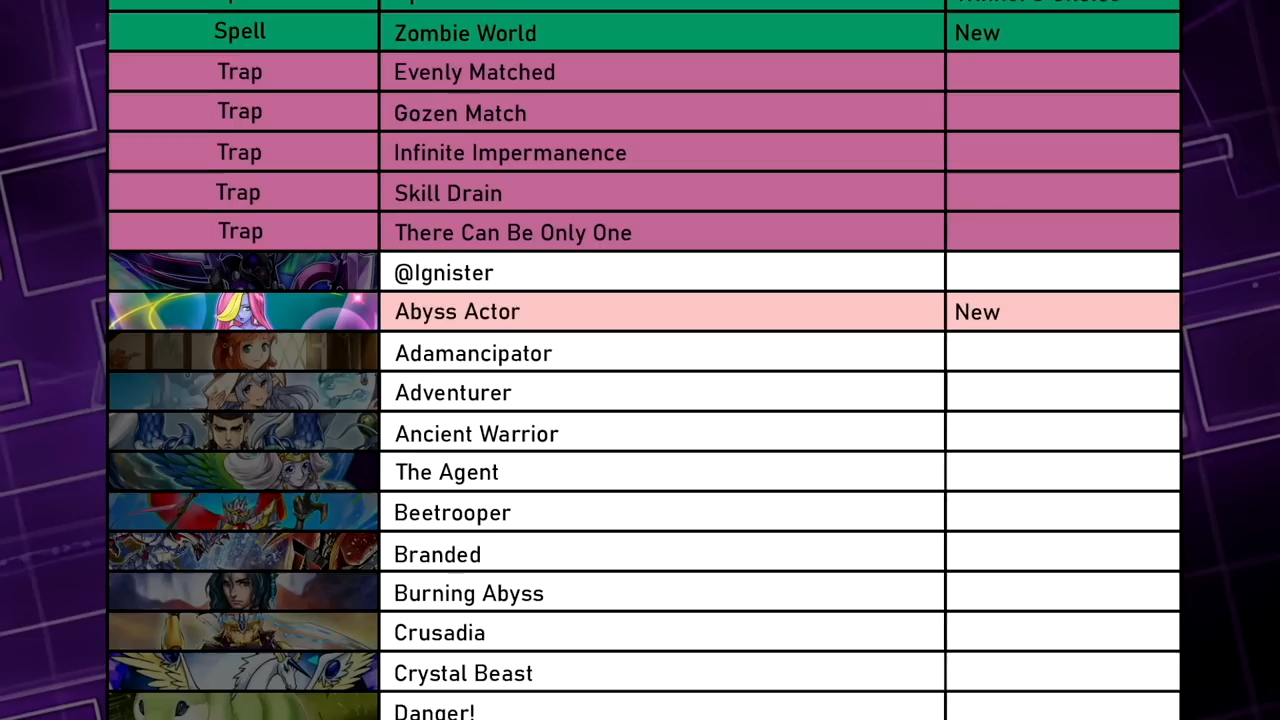 Spell Zombie World New
Trap Evenly Matched
Trap Gozen Match
Trap Infinite Impermanence
Trap Skill Drain
Trap There Can Be Only One
@Ignister
Abyss Actor New
Adamancipator
Adventurer
Ancient Warrior
The Agent
Beetrooper
Branded
Burning Abyss
Crusadia
Crystal Beast
Danger!